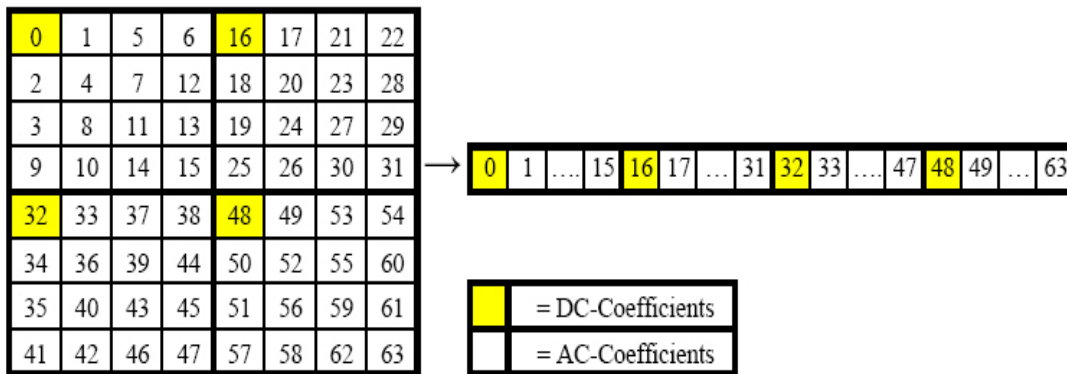 0 1 5 6 16 17 21 22
2 4 7 12 18 20 23 28
3 8 11 13 19 24 27 29
9 10 14 15 25 26 30 31
32 33 37 38 48 49 53 54
34 36 39 44 50 52 55 60
35 40 43 45 51 56 59 61
41 42 46 47 57 58 62 63
→
0 1 .... 15 16 17 ... 31 32 33 .... 47 48 49 ... 63
= DC-Coefficients
= AC-Coefficients